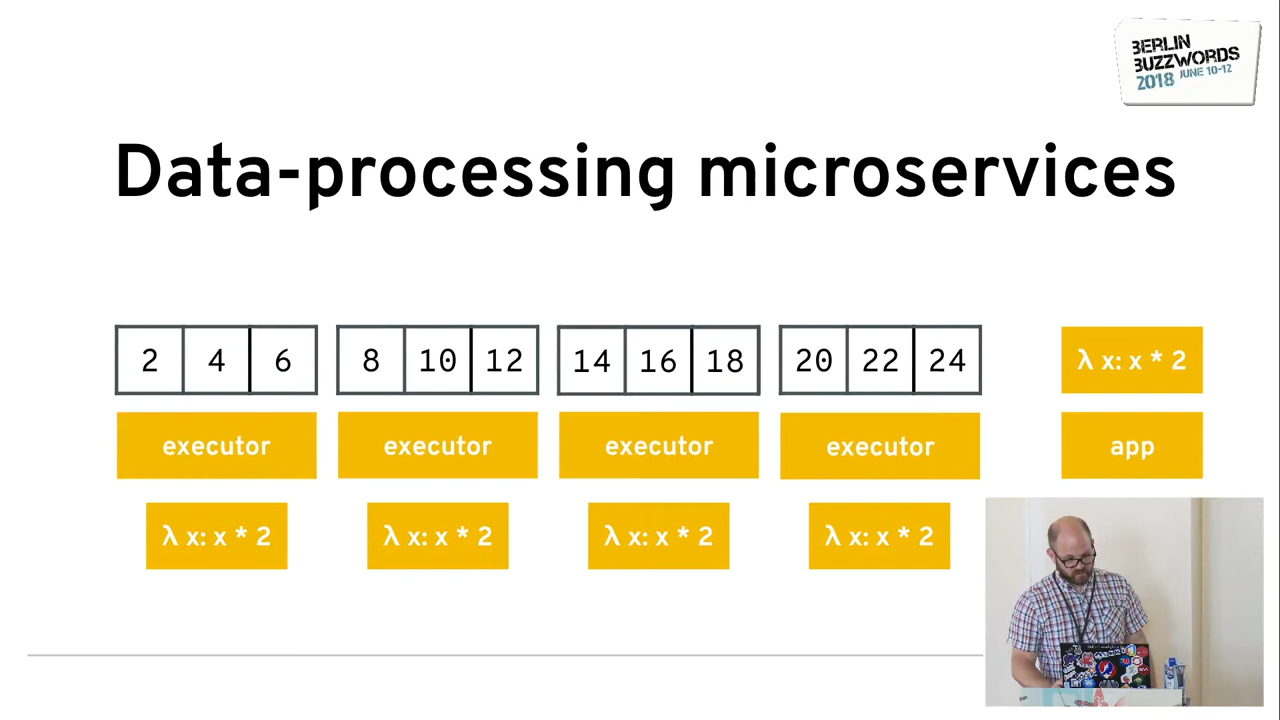 BERLIN
BUZZWORDS
2018 JUNE 10-12
Data-processing microservices
2 4 6 8 10 12 14 16 18 20 22 24 λ x: x * 2
executor executor executor executor app
λ x: x * 2 λ x: x * 2 λ x: x * 2 λ x: x * 2